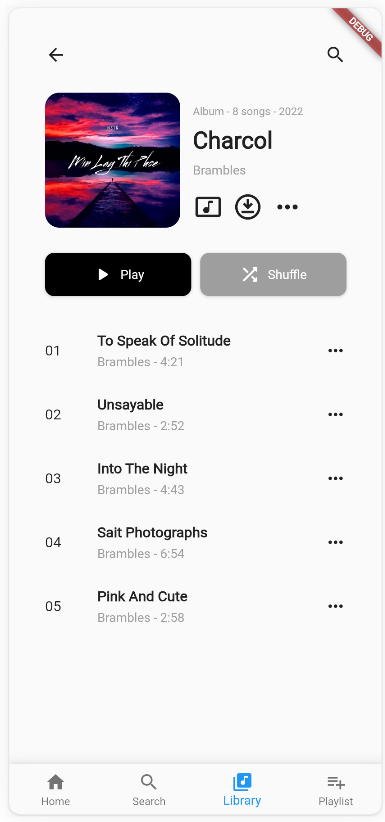 DEBUG
Album - 8 songs - 2022
Charcol
Brambles
Play
Shuffle
01
To Speak Of Solitude
Brambles - 4:21
02
Unsayable
Brambles - 2:52
03
Into The Night
Brambles - 4:43
04
Sait Photographs
Brambles - 6:54
05
Pink And Cute
Brambles - 2:58
Home
Search
Library
Playlist